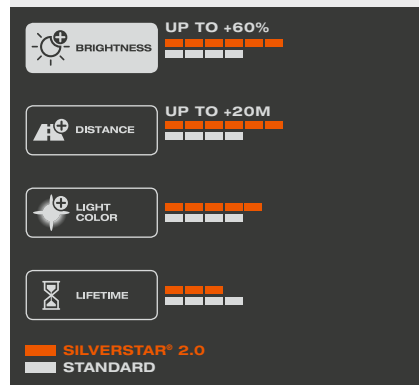 UP TO +60%
BRIGHTNESS
UP TO +20M
DISTANCE
LIGHT
COLOR
LIFETIME
SILVERSTAR® 2.0
STANDARD